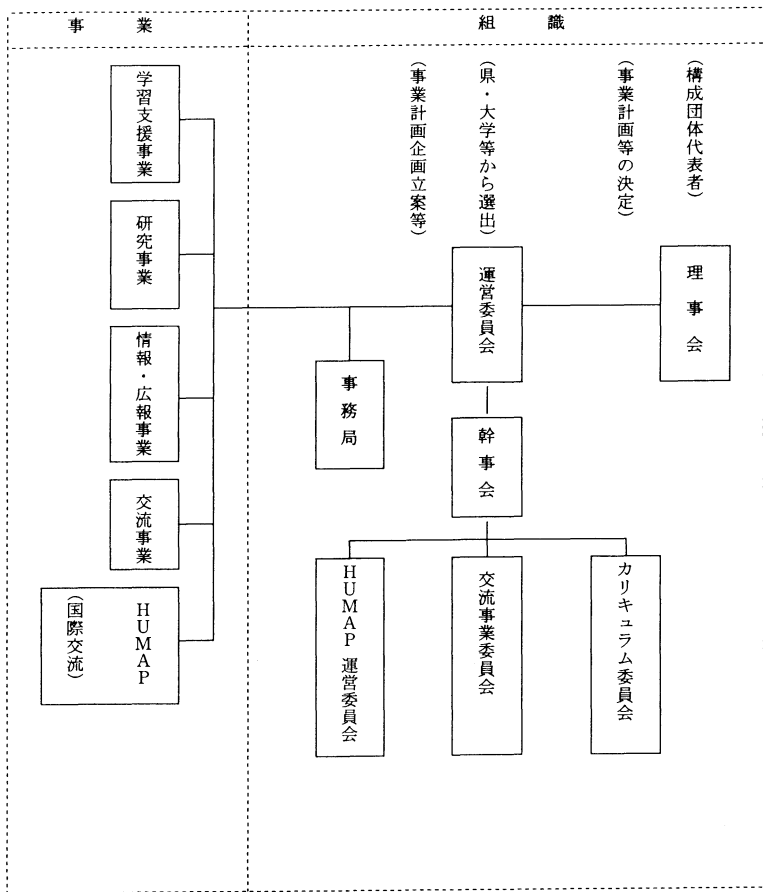 組識
(構成団体代表者)
(事業計画等の決定)
理事会
(県・大学等から選出)
(事業計画企画立案等)
運営委員会
幹事会
カリキュラム委員会
交流事業委員会
HUMAP運営委員会
事務局
事業
学習支援事業
研究事業
情報・広報事業
交流事業
HUMAP
(国際交流)